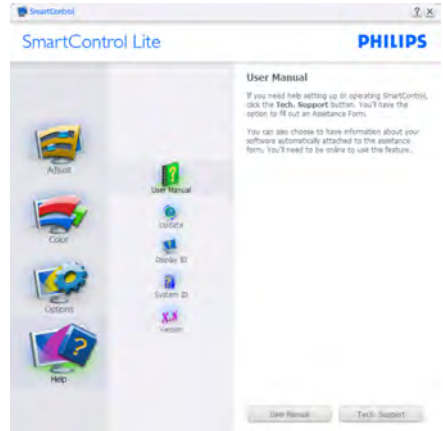 SmartControl
? x
SmartControl Lite
PHILIPS
Adjust
Color
Options
Help
User Manual
Update
Display ID
System ID
X.X
Version
User Manual
If you need help setting up or operating SmartControl,
click the Tech. Support button. You'll have the
option to fill out an Assistance Form.
You can also choose to have information about your
software automatically attached to the assistance
form. You'll need to be online to use this feature.
User Manual
Tech. Support